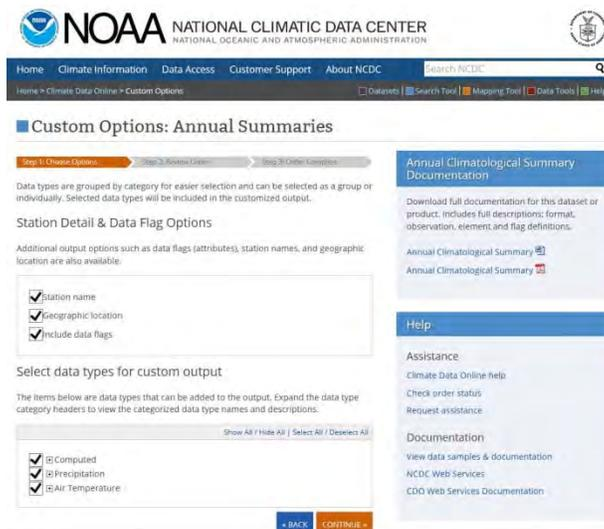 NOAA
NATIONAL CLIMATIC DATA CENTER
NATIONAL OCEANIC AND ATMOSPHERIC ADMINISTRATION
Home Climate Information Data Access Customer Support About NCDC Search NCDC
Home > Climate Data Online > Custom Options Datasets | Search Tool | Mapping Tool | Data Tools | Help
Custom Options: Annual Summaries
Step 1: Choose Options Step 2: Review Order Step 3: Order Complete
Data types are grouped by category for easier selection and can be selected as a group or
individually. Selected data types will be included in the customized output.
Station Detail & Data Flag Options
Additional output options such as data flags (attributes), station names, and geographic
location are also available.
Station name
Geographic location
Include data flags
Select data types for custom output
The items below are data types that can be added to the output. Expand the data type
category headers to view the categorized data type names and descriptions.
Show All / Hide All | Select All / Deselect All
Computed
Precipitation
Air Temperature
« BACK CONTINUE »
Annual Climatological Summary
Documentation
Download full documentation for this dataset or
product. Includes full descriptions; format,
observation, element and flag definitions.
Annual Climatological Summary
Annual Climatological Summary
Help
Assistance
Climate Data Online help
Check order status
Request assistance
Documentation
View data samples & documentation
NCDC Web Services
CDO Web Services Documentation